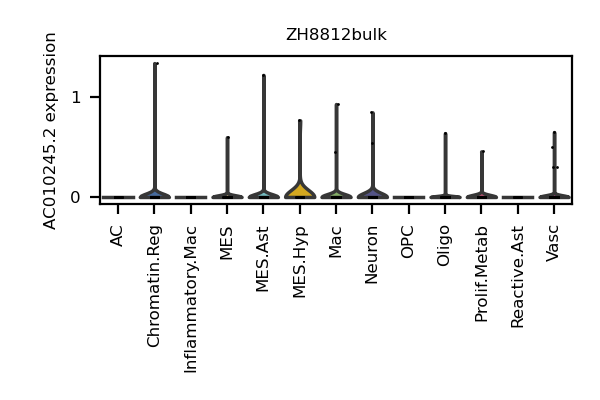 ZH8812bulk
AC010245.2 expression
1
0
AC
Chromatin.Reg
Inflammatory.Mac
MES
MES.Ast
MES.Hyp
Mac
Neuron
OPC
Oligo
Prolif.Metab
Reactive.Ast
Vasc